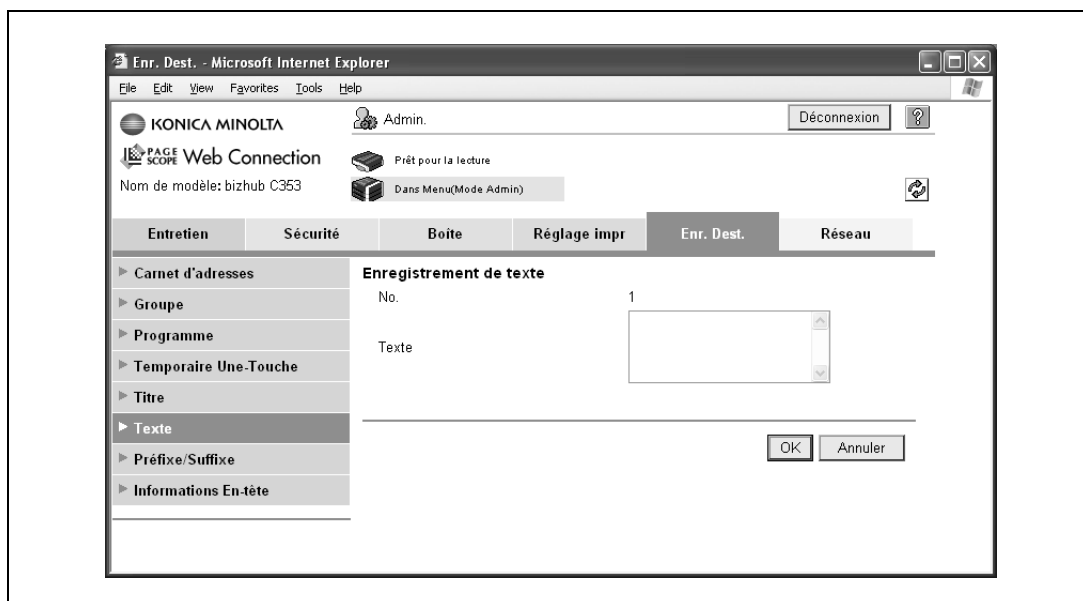 Enr. Dest. - Microsoft Internet Explorer
File Edit View Favorites Tools Help
KONICA MINOLTA
Admin.
Déconnexion
?
PAGE SCOPE Web Connection
Prêt pour la lecture
Nom de modèle: bizhub C353
Dans Menu(Mode Admin)
Entretien Sécurité Boite Réglage impr Enr. Dest. Réseau
Carnet d'adresses
Groupe
Programme
Temporaire Une-Touche
Titre
Texte
Préfixe/Suffixe
Informations En-tête
Enregistrement de texte
No. 1
Texte
OK Annuler